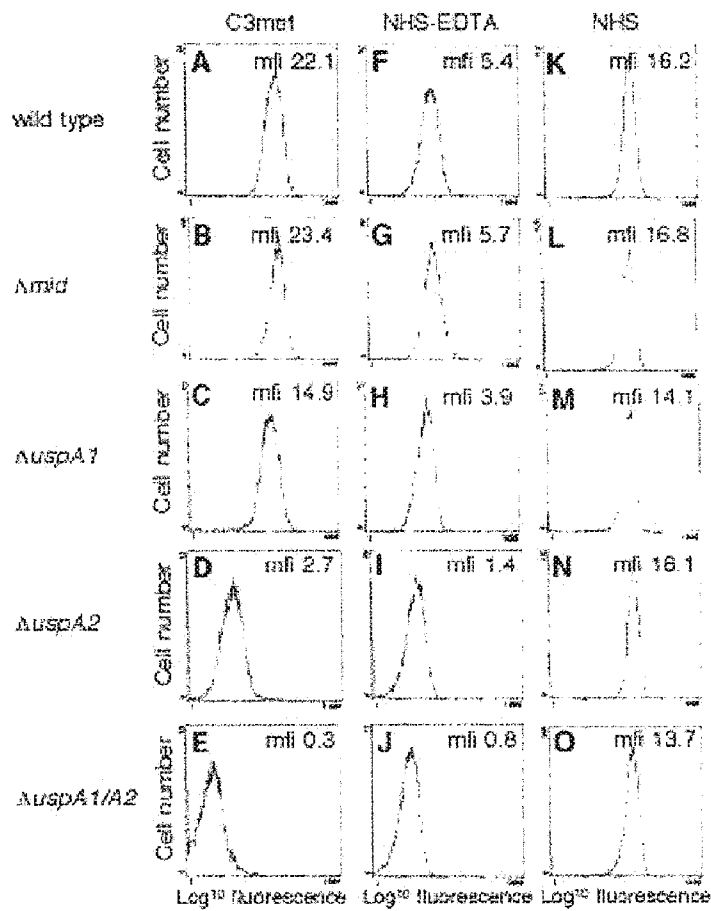 C3met NHS-EDTA NHS
wild type
Cell number
A mfi 22.1
F mfi 5.4
K mfi 16.2
Δmid
Cell number
B mfi 23.4
G mfi 5.7
L mfi 16.8
ΔuspA1
Cell number
C mfi 14.9
H mfi 3.9
M mfi 14.1
ΔuspA2
Cell number
D mfi 2.7
I mfi 1.4
N mfi 16.1
ΔuspA1/A2
Cell number
E mfi 0.3
J mfi 0.8
O mfi 13.7
Log¹⁰ fluorescence Log¹⁰ fluorescence Log¹⁰ fluorescence